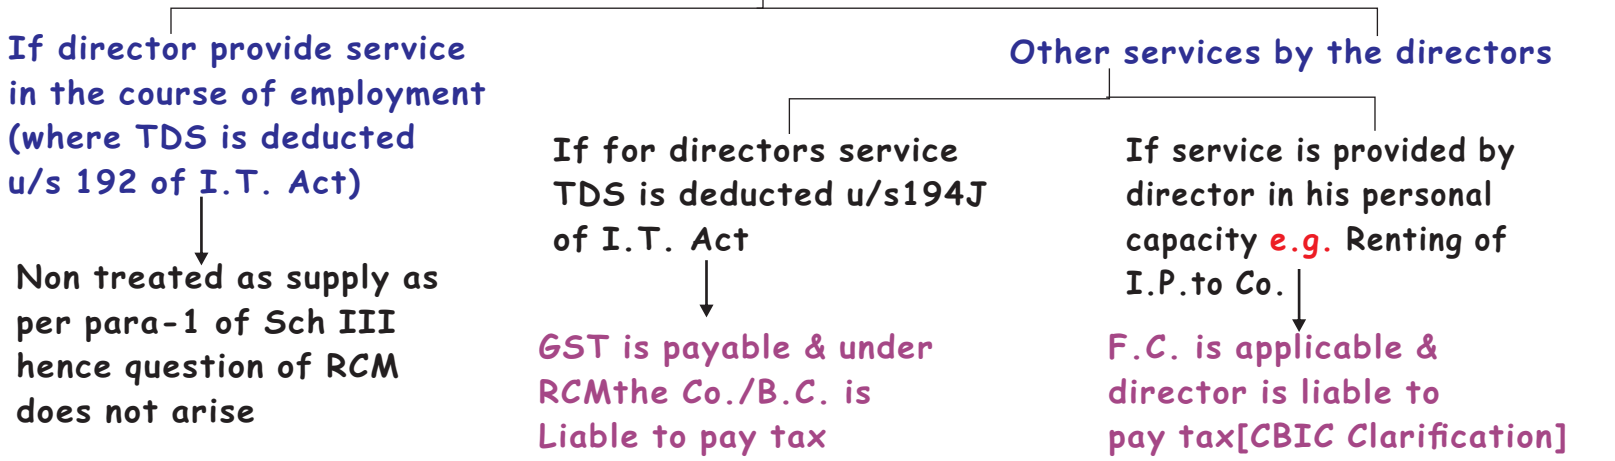 If director provide service
in the course of employment
(where TDS is deducted
u/s 192 of I.T. Act)
Non treated as supply as
per para-1 of Sch III
hence question of RCM
does not arise
Other services by the directors
If for directors service
TDS is deducted u/s194J
of I.T. Act
GST is payable & under
RCMthe Co./B.C. is
Liable to pay tax
If service is provided by
director in his personal
capacity e.g. Renting of
I.P.to Co.
F.C. is applicable &
director is liable to
pay tax[CBIC Clarification]